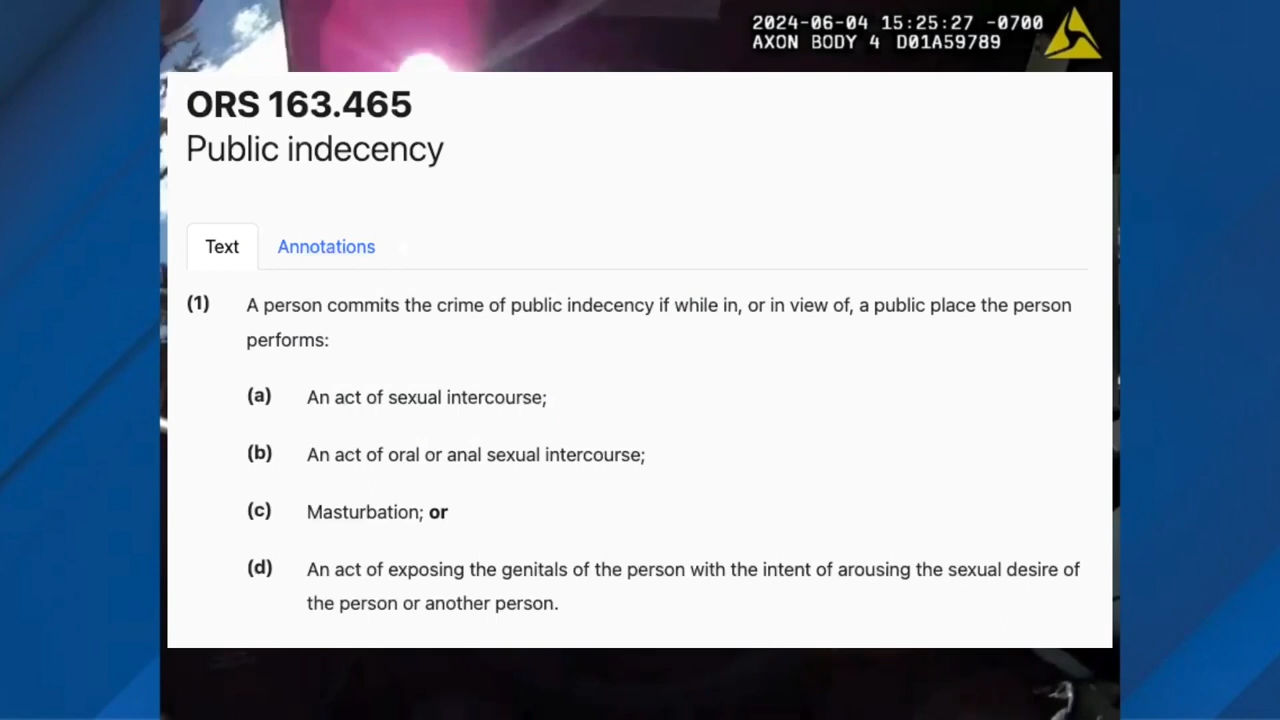 2024-06-04 15:25:27 -0700
AXON BODY 4 D01A59789
ORS 163.465
Public indecency
Text
Annotations
(1) A person commits the crime of public indecency if while in, or in view of, a public place the person
performs:
(a) An act of sexual intercourse;
(b) An act of oral or anal sexual intercourse;
(c) Masturbation; or
(d) An act of exposing the genitals of the person with the intent of arousing the sexual desire of
the person or another person.